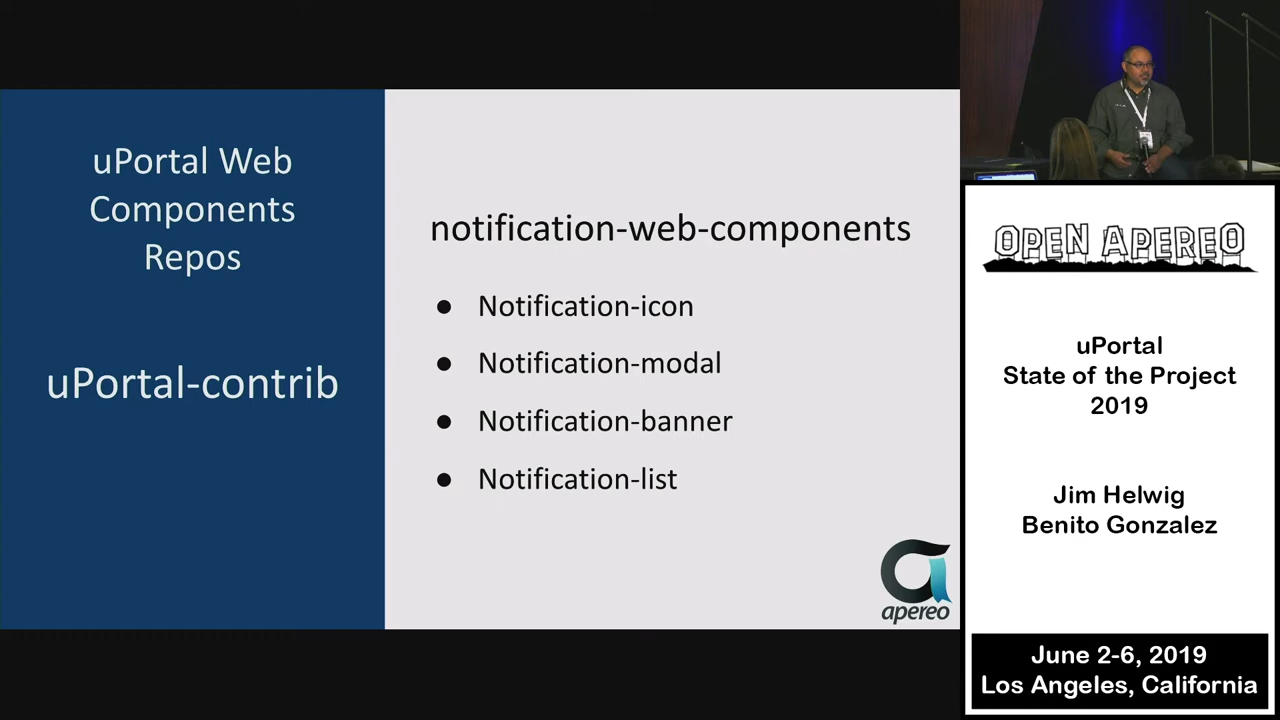 uPortal Web
Components
Repos
uPortal-contrib
notification-web-components
● Notification-icon
● Notification-modal
● Notification-banner
● Notification-list
apereo
OPEN APEREO
uPortal
State of the Project
2019
Jim Helwig
Benito Gonzalez
June 2-6, 2019
Los Angeles, California